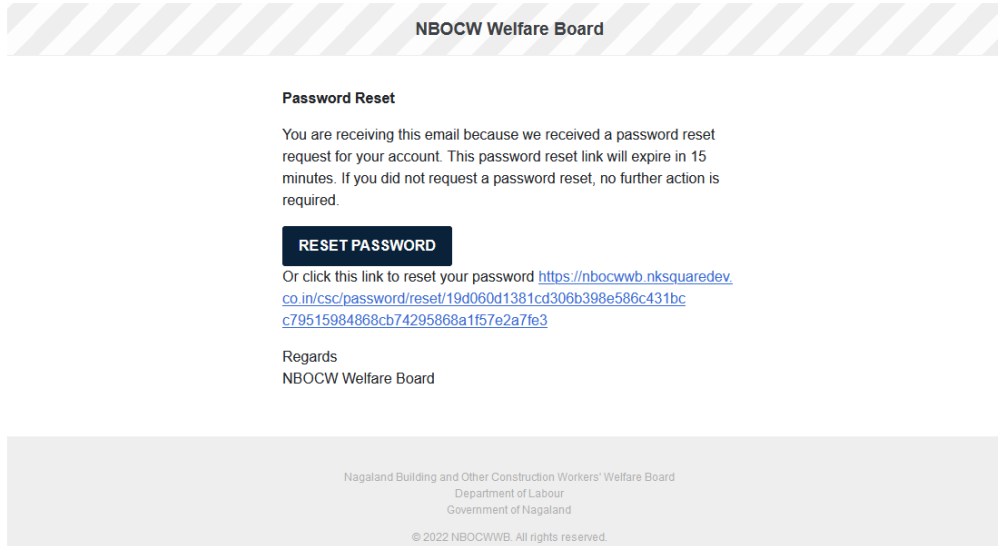 NBOCW Welfare Board
Password Reset
You are receiving this email because we received a password reset
request for your account. This password reset link will expire in 15
minutes. If you did not request a password reset, no further action is
required.
RESET PASSWORD
Or click this link to reset your password https://nbocwwb.nksquaredev.
co.in/csc/password/reset/19d060d1381cd306b398e586c431bc
c79515984868cb74295868a1f57e2a7fe3
Regards
NBOCW Welfare Board
Nagaland Building and Other Construction Workers' Welfare Board
Department of Labour
Government of Nagaland
© 2022 NBOCWWB. All rights reserved.